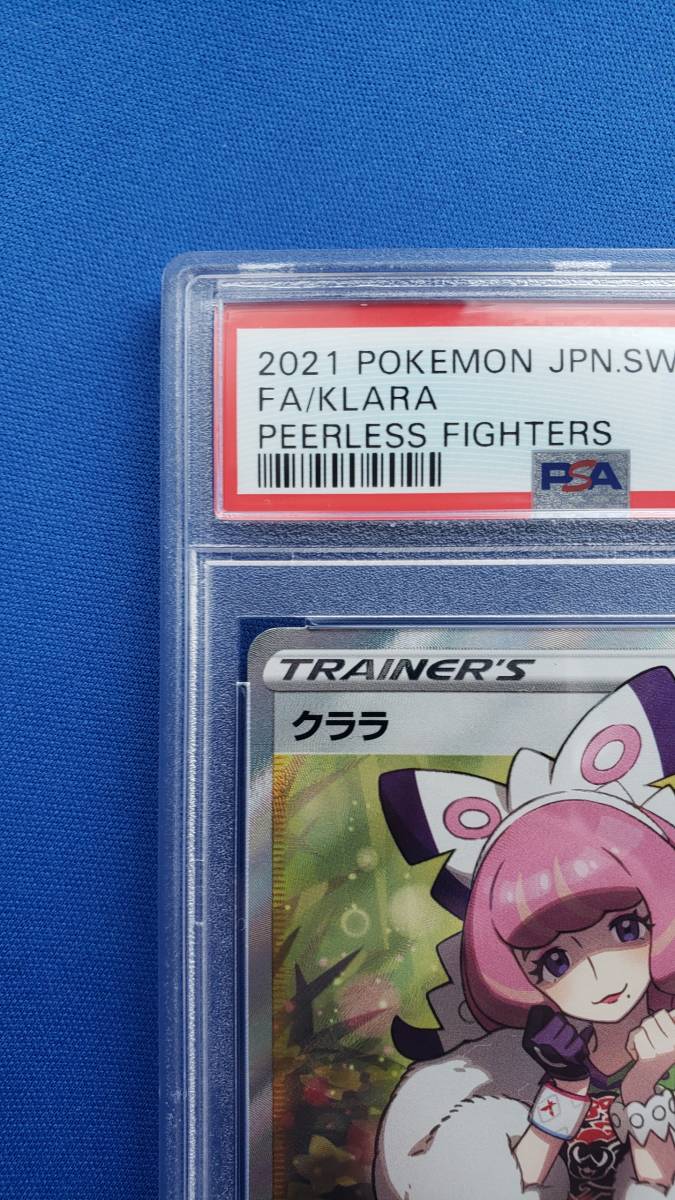 2021 POKEMON JPN.SW
FA/KLARA
PEERLESS FIGHTERS
PSA
TRAINER'S
クララ